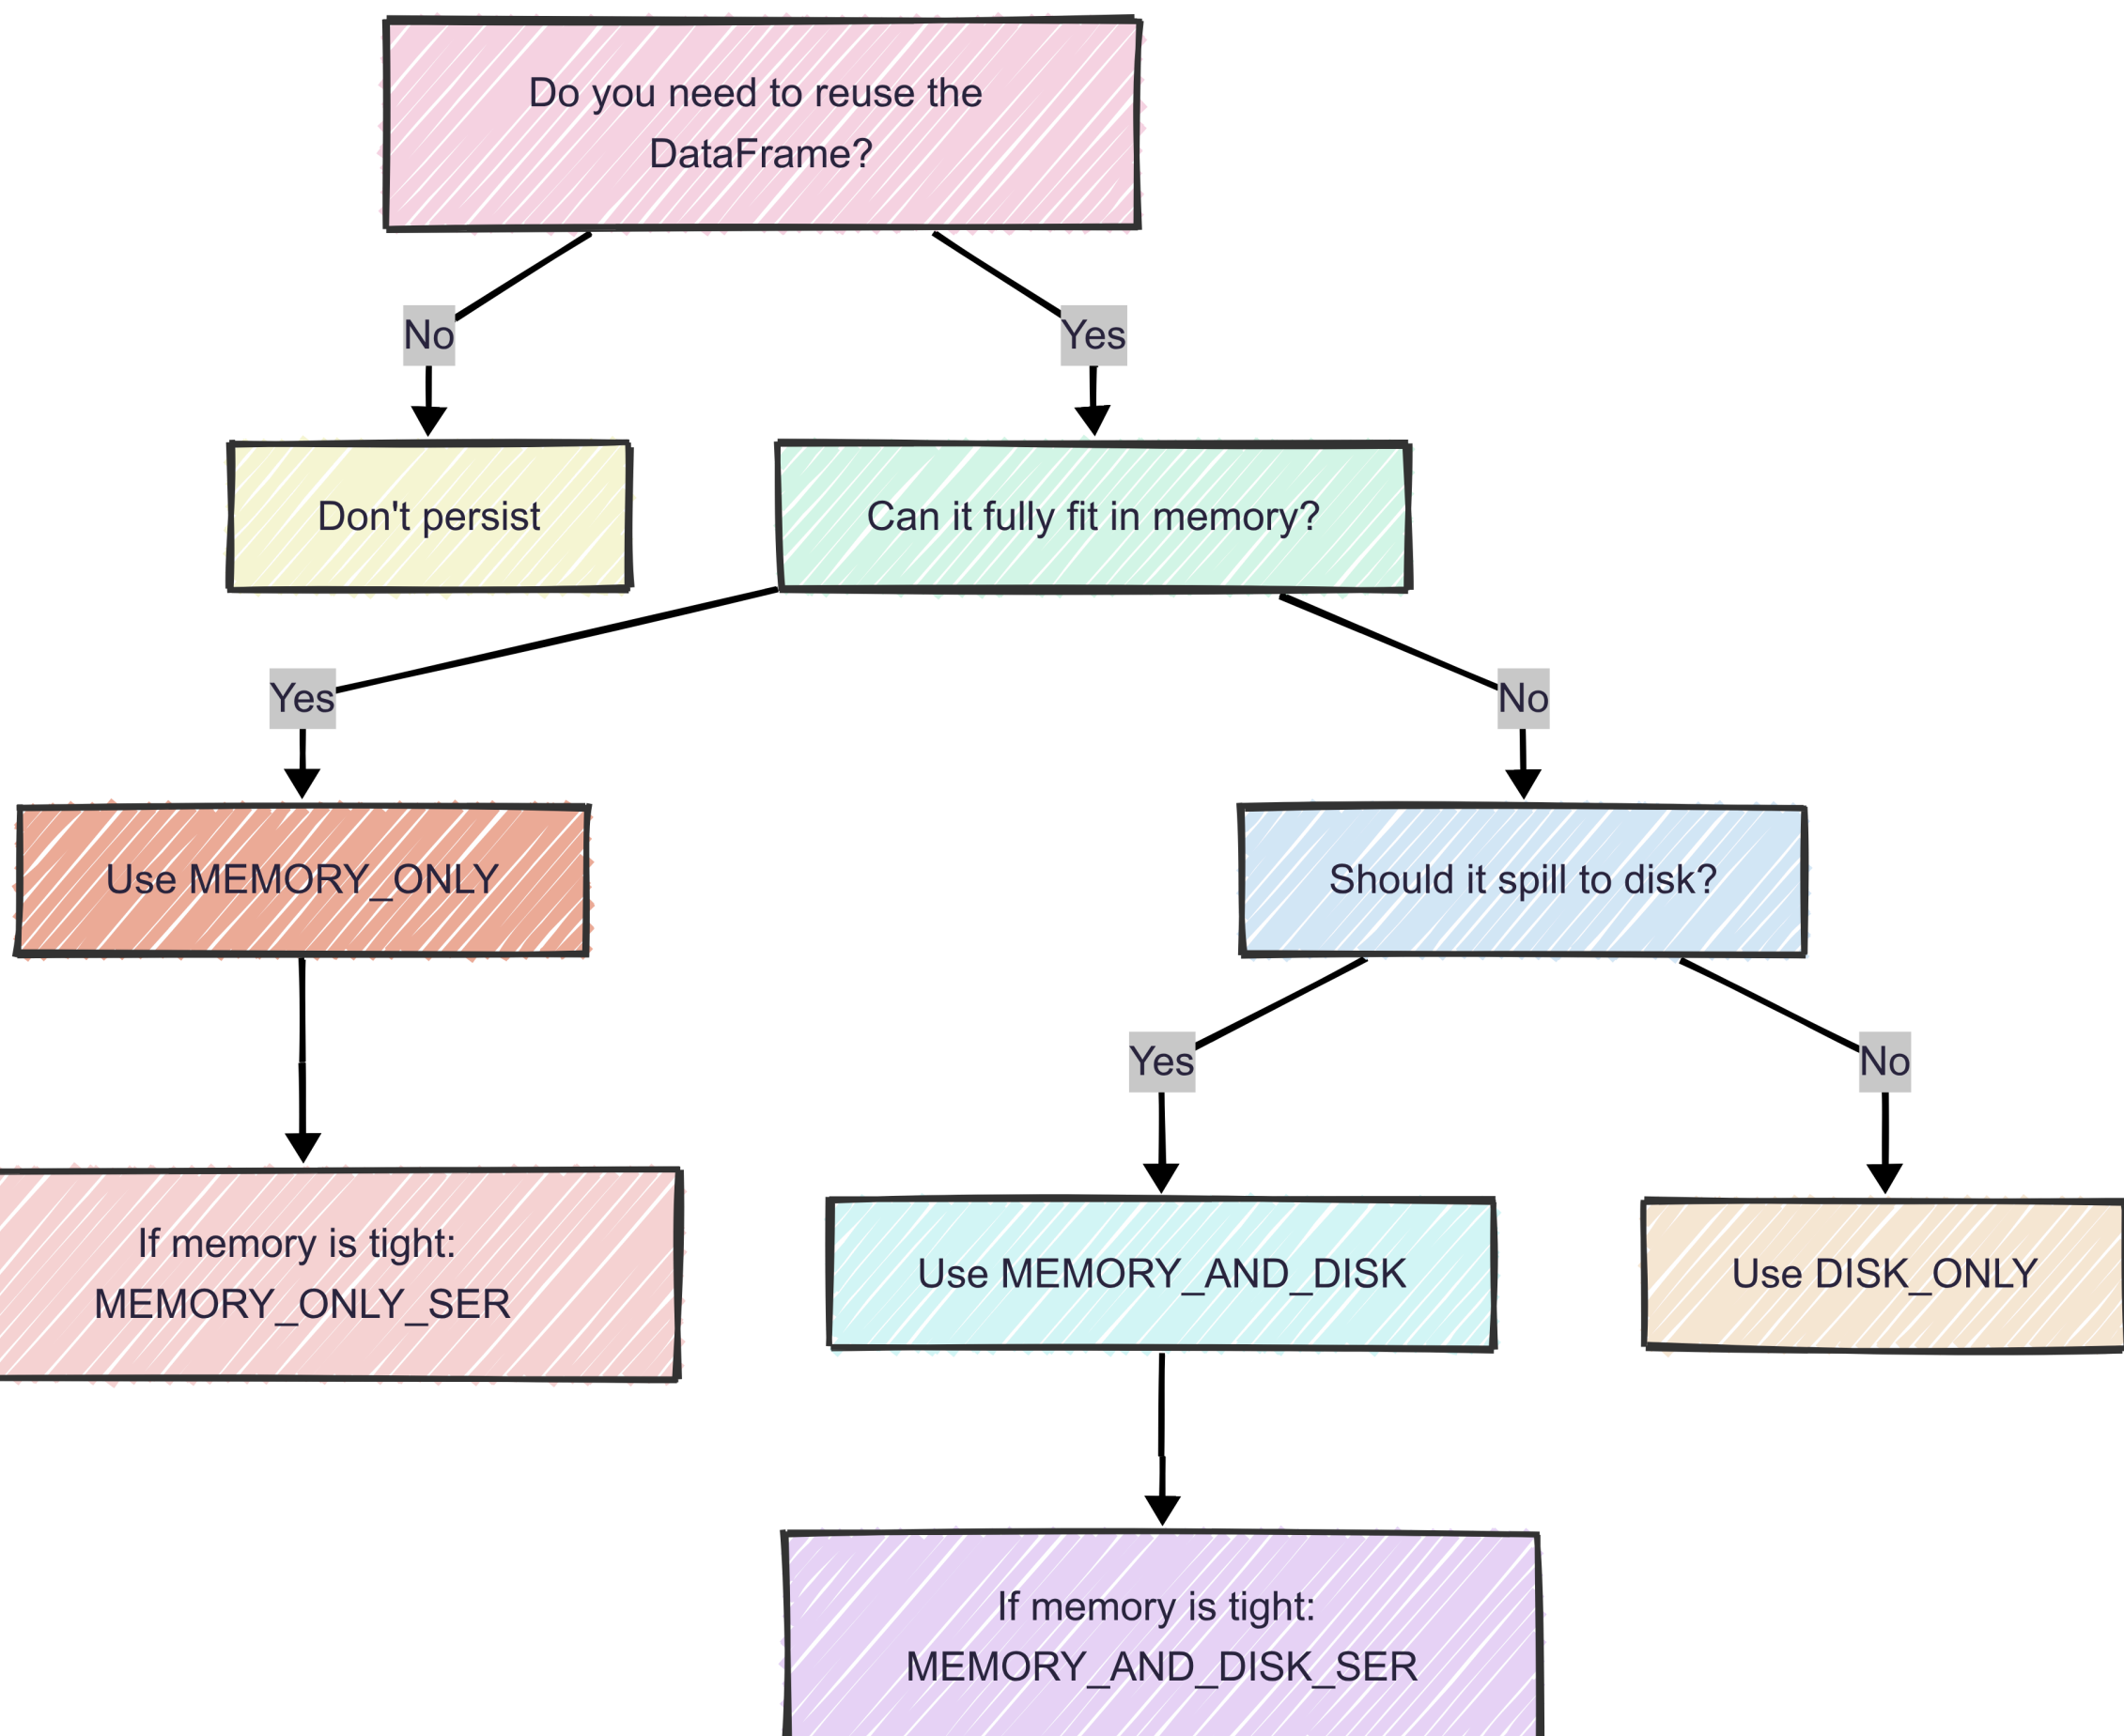 Do you need to reuse the
DataFrame?
No
Yes
Don't persist
Can it fully fit in memory?
Yes
No
Use MEMORY_ONLY
Should it spill to disk?
Yes
No
If memory is tight:
MEMORY_ONLY_SER
Use MEMORY_AND_DISK
Use DISK_ONLY
If memory is tight:
MEMORY_AND_DISK_SER